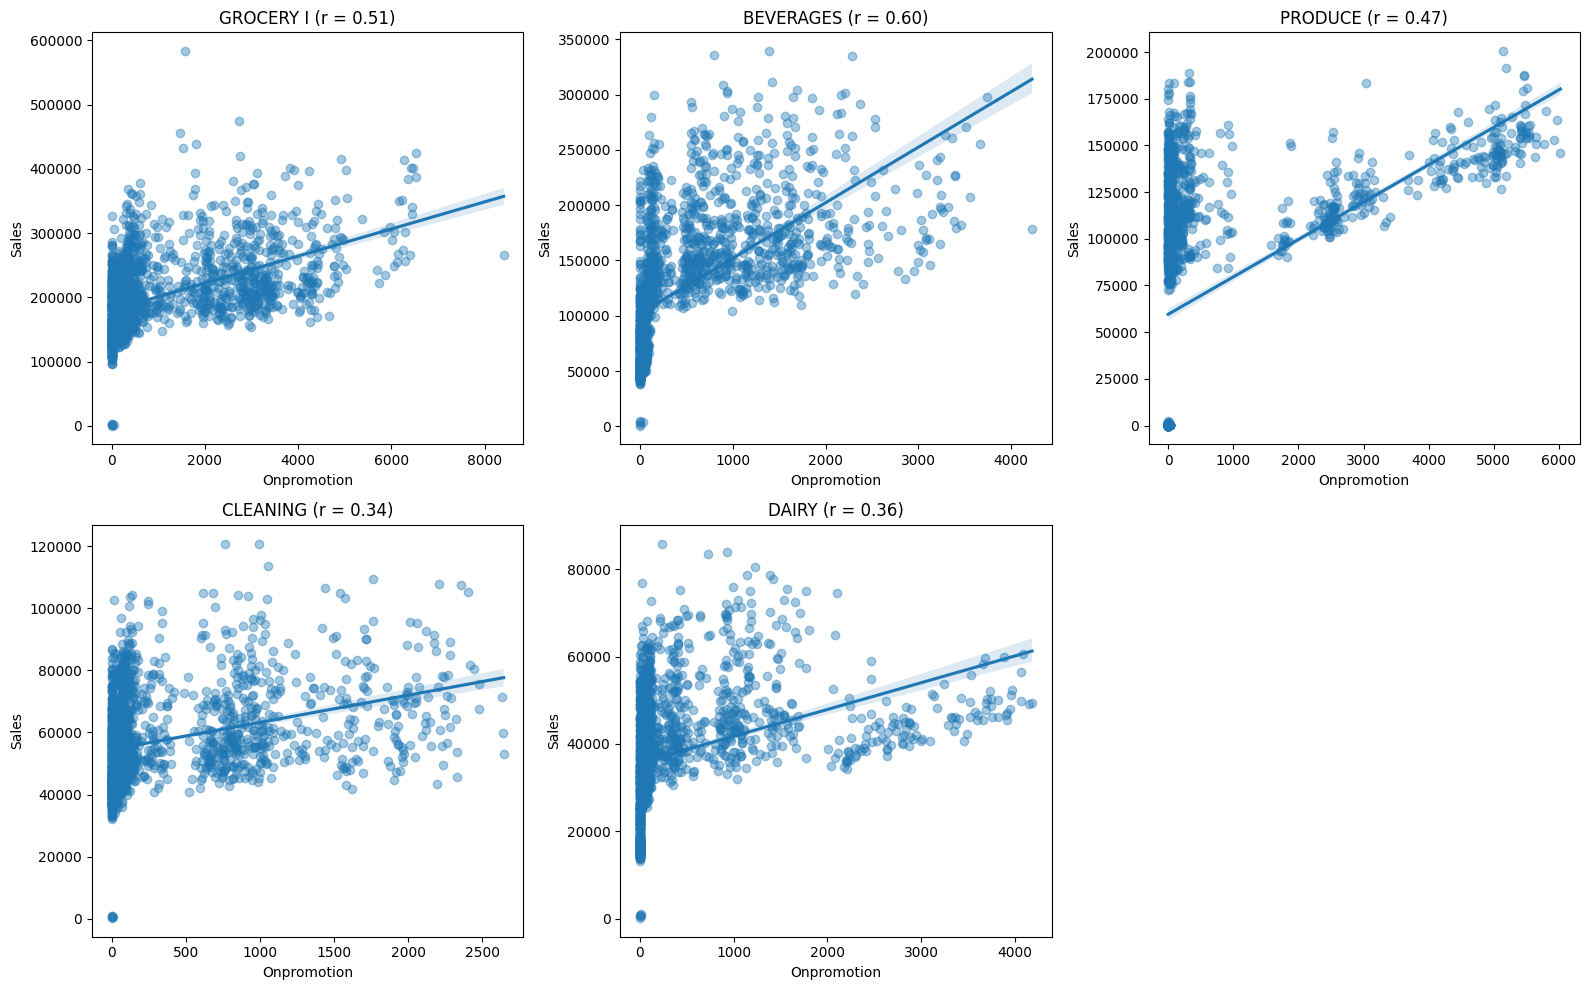 GROCERY I (r = 0.51)
600000
500000
400000
300000
200000
100000
0
Sales
0 2000 4000 6000 8000
Onpromotion
BEVERAGES (r = 0.60)
350000
300000
250000
200000
150000
100000
50000
0
Sales
0 1000 2000 3000 4000
Onpromotion
PRODUCE (r = 0.47)
200000
175000
150000
125000
100000
75000
50000
25000
0
Sales
0 1000 2000 3000 4000 5000 6000
Onpromotion
CLEANING (r = 0.34)
120000
100000
80000
60000
40000
20000
0
Sales
0 500 1000 1500 2000 2500
Onpromotion
DAIRY (r = 0.36)
80000
60000
40000
20000
0
Sales
0 1000 2000 3000 4000
Onpromotion